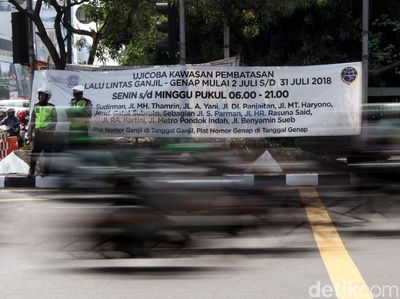 UJICOBA KAWASAN PEMBATASAN
LALU LINTAS GANJIL - GENAP MULAI 2 JULI S/D 31 JULI 2018
SENIN s/d MINGGU PUKUL 06.00 - 21.00
Sudirman, Jl. MH. Thamrin, JL. A. Yani, Jl. DI. Panjaitan, Jl. MT. Haryono,
Jend. Gatot Subroto, Sebagian Jl. S. Parman, Jl. HR. Rasuna Said,
Jl. RA. Kartini, Jl. Metro Pondok Indah, JL. Benyamin Sueb
Plat Nomor Ganjil di Tanggal Ganjil, Plat Nomor Genap di Tanggal Genap
detikcom